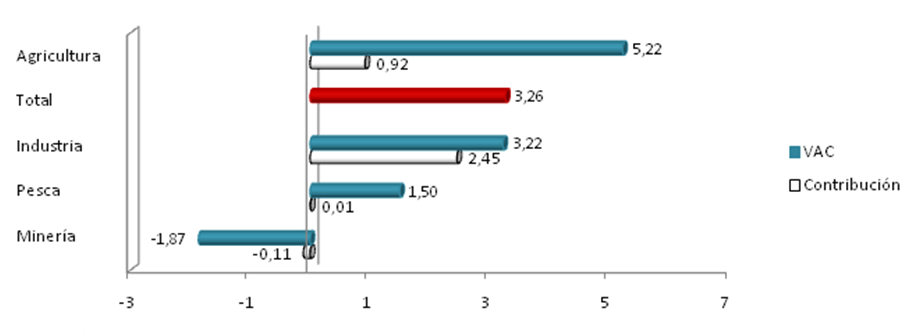 Agricultura
5,22
0,92
Total
3,26
Industria
3,22
2,45
VAC
Pesca
1,50
0,01
Contribución
Minería
-1,87
-0,11
-3 -1 1 3 5 7